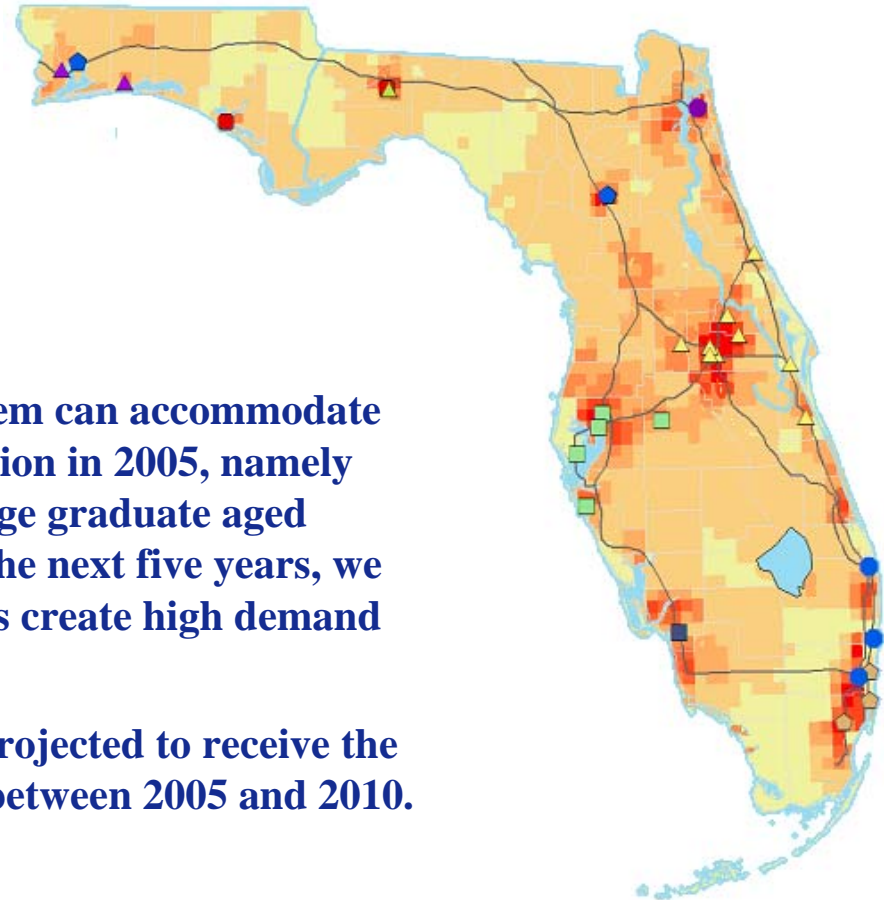 em can accommodate
ion in 2005, namely
ge graduate aged
he next five years, we
s create high demand
rojected to receive the
between 2005 and 2010.